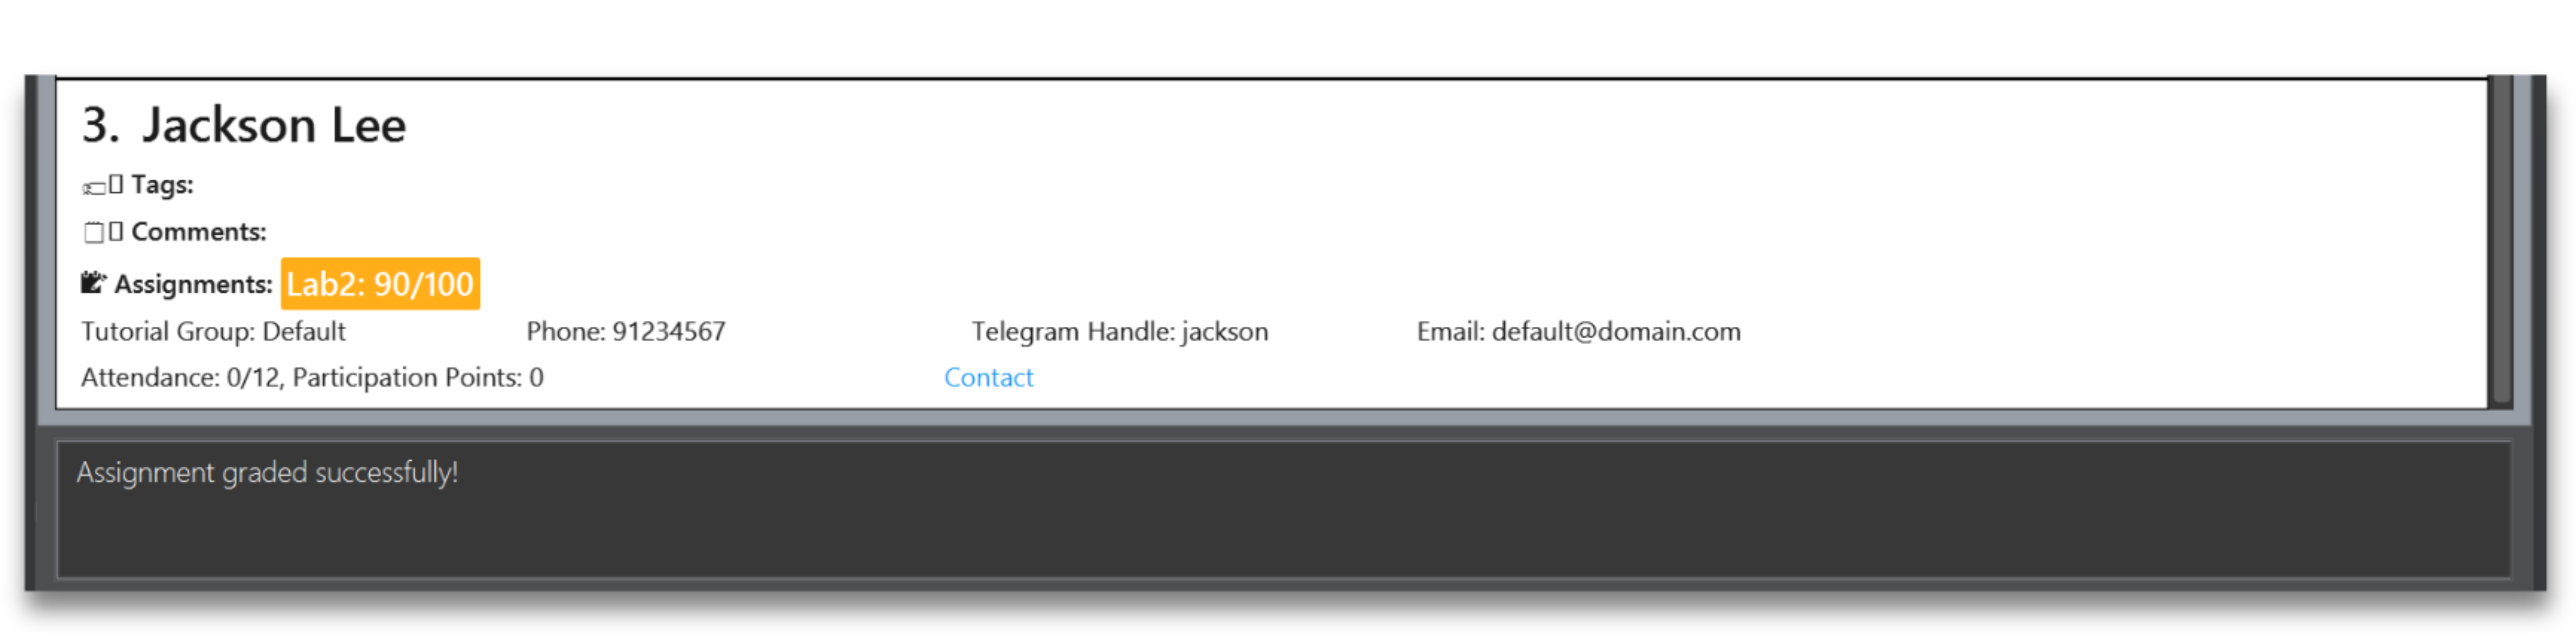 3. Jackson Lee
Tags:
Comments:
Assignments: Lab2: 90/100
Tutorial Group: Default Phone: 91234567 Telegram Handle: jackson Email: default@domain.com
Attendance: 0/12, Participation Points: 0 Contact
Assignment graded successfully!